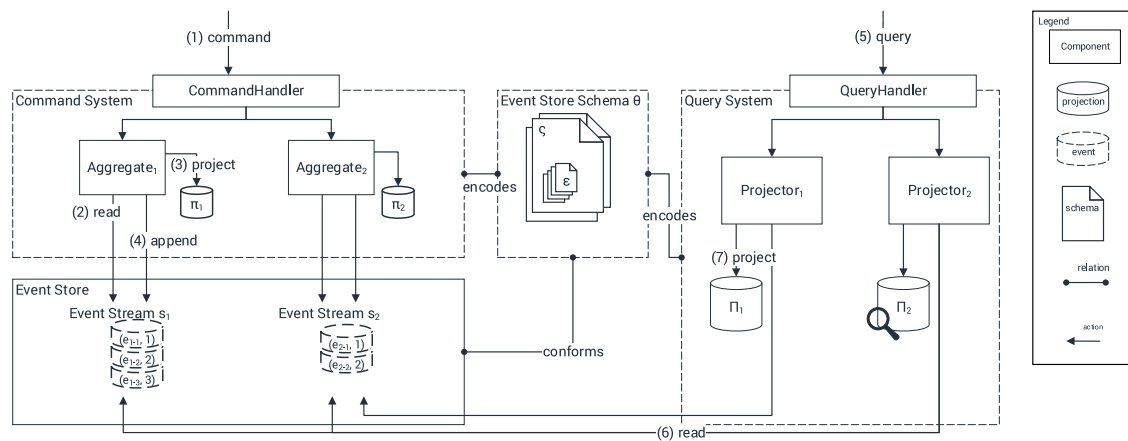 (1) command
(5) query
Legend
Component
projection
event
schema
relation
action
Command System
CommandHandler
Event Store Schema θ
Query System
QueryHandler
ς
ε
Aggregate₁
(3) project
Aggregate₂
π₁
π₂
(2) read
(4) append
encodes
encodes
Projector₁
Projector₂
(7) project
Π₁
Π₂
Event Store
Event Stream s₁
(e₁₋₁, 1)
(e₁₋₂, 2)
(e₁₋₃, 3)
Event Stream s₂
(e₂₋₁, 1)
(e₂₋₂, 2)
conforms
(6) read